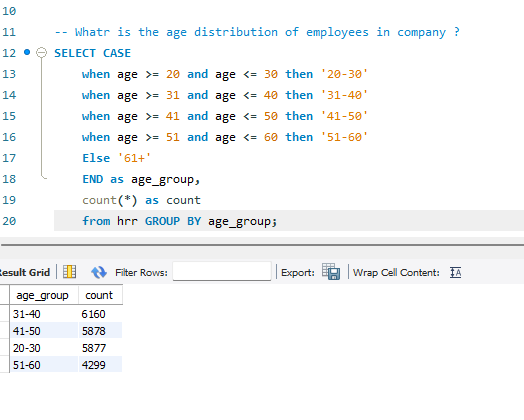 10
11 -- Whatr is the age distribution of employees in company ?
12 SELECT CASE
13 when age >= 20 and age <= 30 then '20-30'
14 when age >= 31 and age <= 40 then '31-40'
15 when age >= 41 and age <= 50 then '41-50'
16 when age >= 51 and age <= 60 then '51-60'
17 Else '61+'
18 END as age_group,
19 count(*) as count
20 from hrr GROUP BY age_group;
esult Grid Filter Rows: Export: Wrap Cell Content: IA
age_group count
31-40 6160
41-50 5878
20-30 5877
51-60 4299